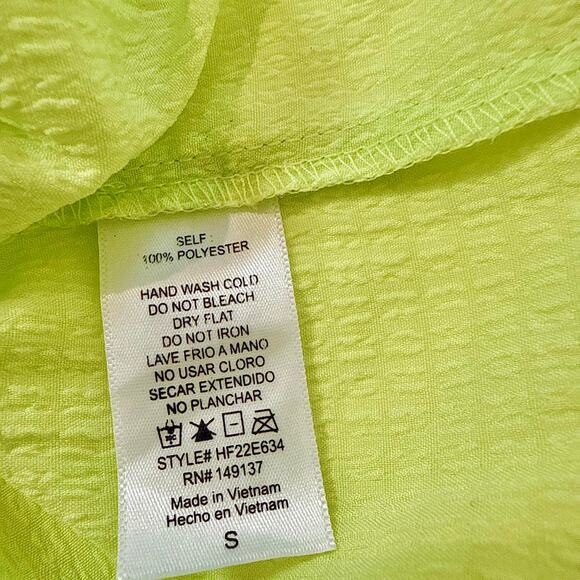 SELF :
100% POLYESTER
HAND WASH COLD
DO NOT BLEACH
DRY FLAT
DO NOT IRON
LAVE FRIO A MANO
NO USAR CLORO
SECAR EXTENDIDO
NO PLANCHAR
STYLE# HF22E634
RN# 149137
Made in Vietnam
Hecho en Vietnam
S